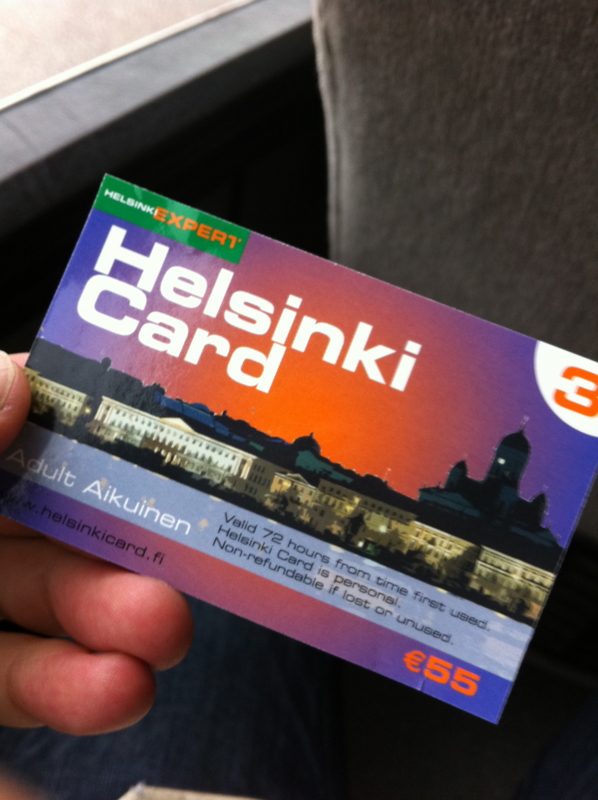 HELSINKI EXPERT
Helsinki
Card
3
Adult Aikuinen
www.helsinkicard.fi
Valid 72 hours from time first used.
Helsinki Card is personal.
Non-refundable if lost or unused.
€55